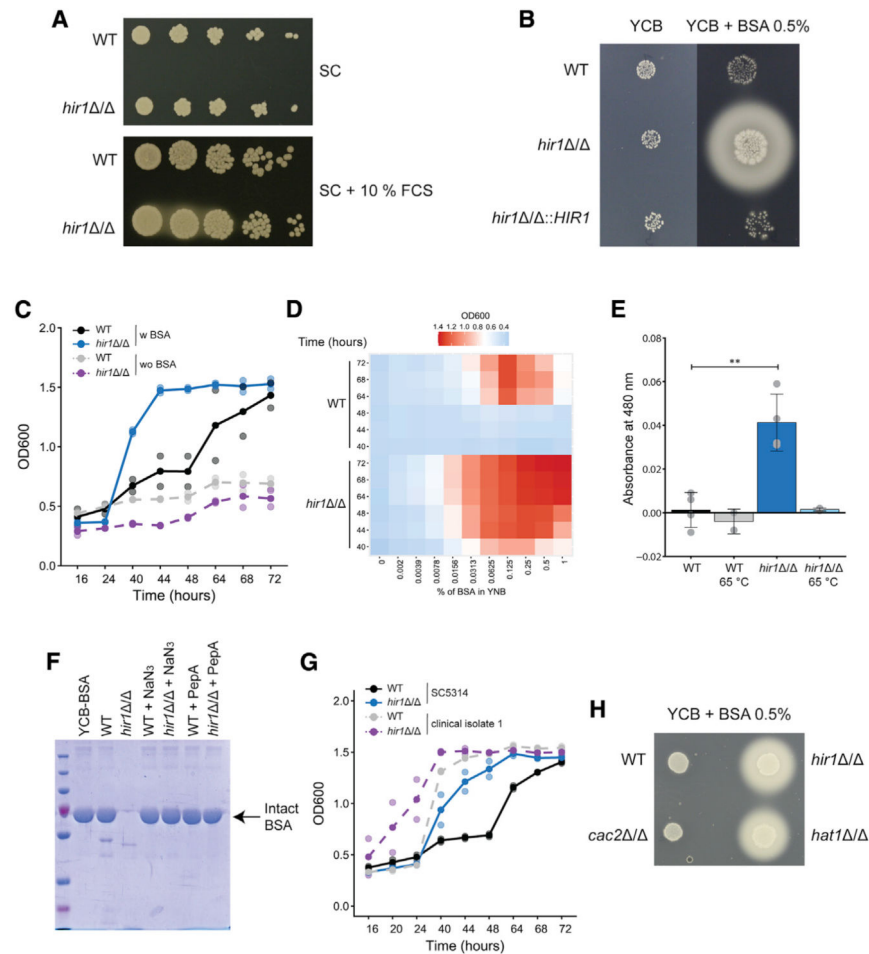 A
WT
hir1Δ/Δ
SC
WT
hir1Δ/Δ
SC + 10 % FCS
B
YCB YCB + BSA 0.5%
WT
hir1Δ/Δ
hir1Δ/Δ::HIR1
C
WT
hir1Δ/Δ
w BSA
WT
hir1Δ/Δ
wo BSA
OD600
2.0
1.5
1.0
0.5
0.0
16 24 40 44 48 64 68 72
Time (hours)
D
OD600
1.4 1.2 1.0 0.8 0.6 0.4
Time (hours)
WT
72
68
64
48
44
40
hir1Δ/Δ
72
68
64
48
44
40
0 0.002 0.0039 0.0078 0.0156 0.0313 0.0625 0.125 0.25 0.5 1
% of BSA in YNB
E
Absorbance at 480 nm
0.08
0.06
0.04
0.02
0.00
−0.02
**
WT WT 65 °C hir1Δ/Δ hir1Δ/Δ 65 °C
F
YCB-BSA
WT
hir1Δ/Δ
WT + NaN3
hir1Δ/Δ + NaN3
WT + PepA
hir1Δ/Δ + PepA
Intact BSA
G
WT
hir1Δ/Δ
SC5314
WT
hir1Δ/Δ
clinical isolate 1
OD600
2.0
1.5
1.0
0.5
0.0
16 20 24 40 44 48 64 68 72
Time (hours)
H
YCB + BSA 0.5%
WT hir1Δ/Δ
cac2Δ/Δ hat1Δ/Δ